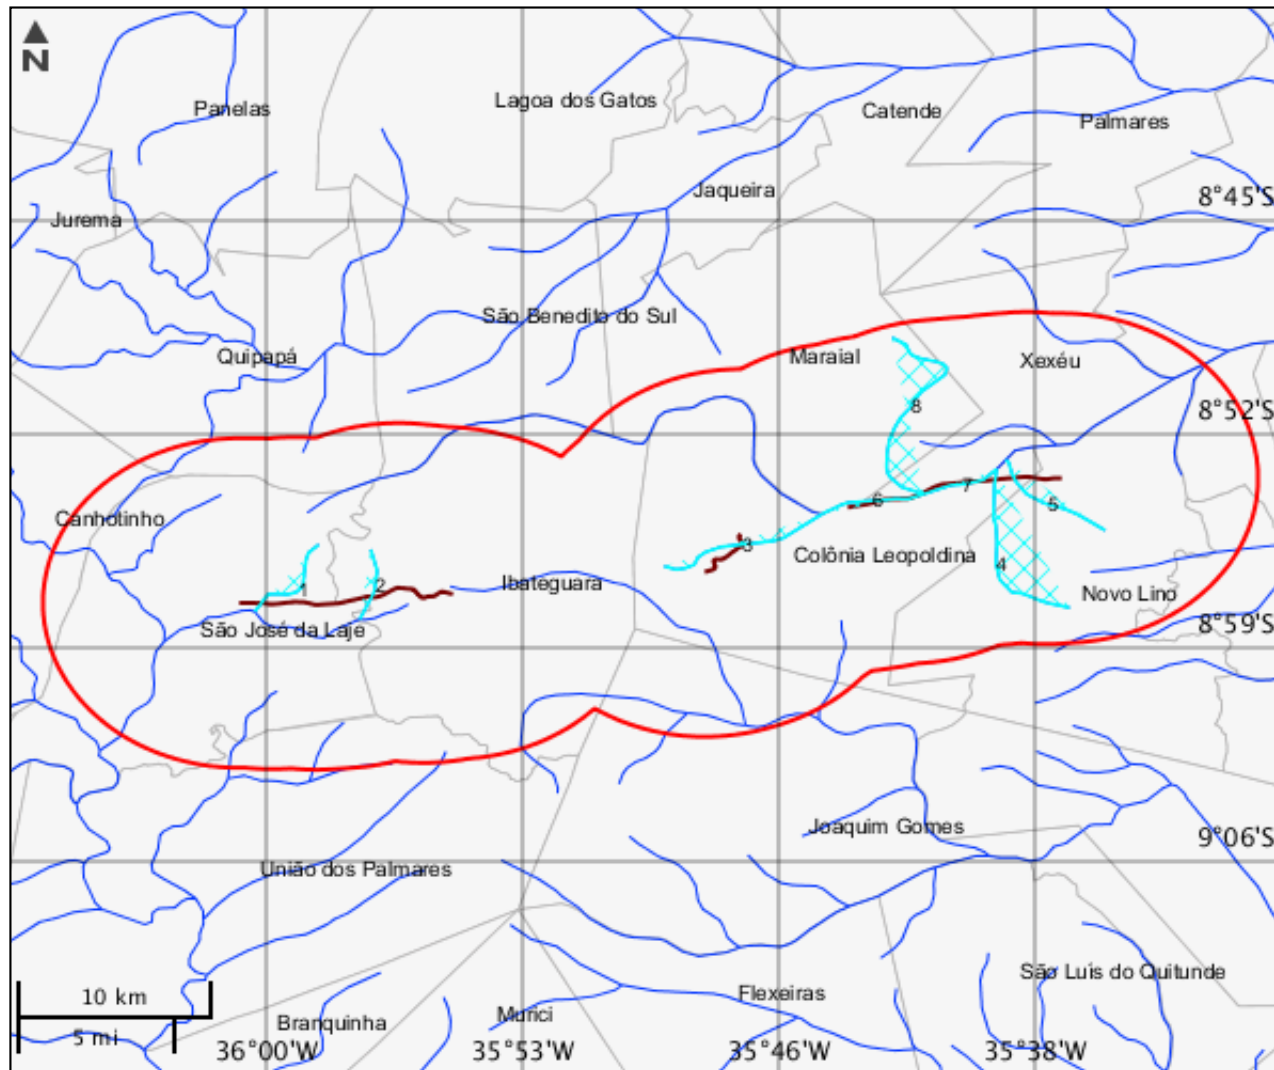 N
Panelas
Lagoa dos Gatos
Catende
Palmares
Jaqueira
8°45'S
Jurema
São Benedito do Sul
Quipapá
Maraial
Xexéu
8
8°52'S
Canhotinho
7
6
5
3
Colônia Leopoldina
4
1
2
Ibateguara
Novo Lino
São José da Laje
8°59'S
Joaquim Gomes
9°06'S
União dos Palmares
São Luis do Quitunde
10 km
Flexeiras
5 mi
Branquinha
Murici
36°00'W
35°53'W
35°46'W
35°38'W